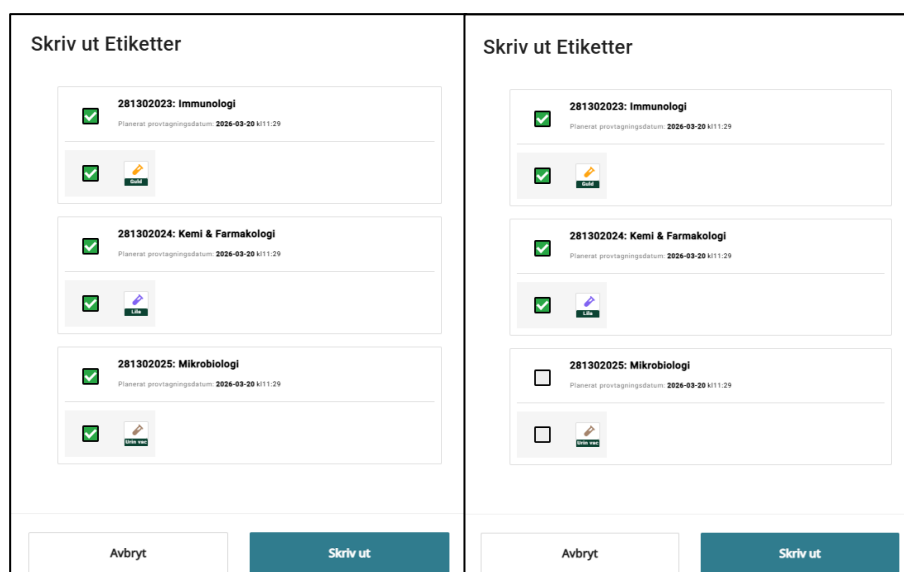 Skriv ut Etiketter
281302023: Immunologi
Planerat provtagningsdatum: 2026-03-20 kl11:29
Gold
281302024: Kemi & Farmakologi
Planerat provtagningsdatum: 2026-03-20 kl11:29
Lila
281302025: Mikrobiologi
Planerat provtagningsdatum: 2026-03-20 kl11:29
Urin vac
Avbryt
Skriv ut
Skriv ut Etiketter
281302023: Immunologi
Planerat provtagningsdatum: 2026-03-20 kl11:29
Gold
281302024: Kemi & Farmakologi
Planerat provtagningsdatum: 2026-03-20 kl11:29
Lila
281302025: Mikrobiologi
Planerat provtagningsdatum: 2026-03-20 kl11:29
Urin vac
Avbryt
Skriv ut